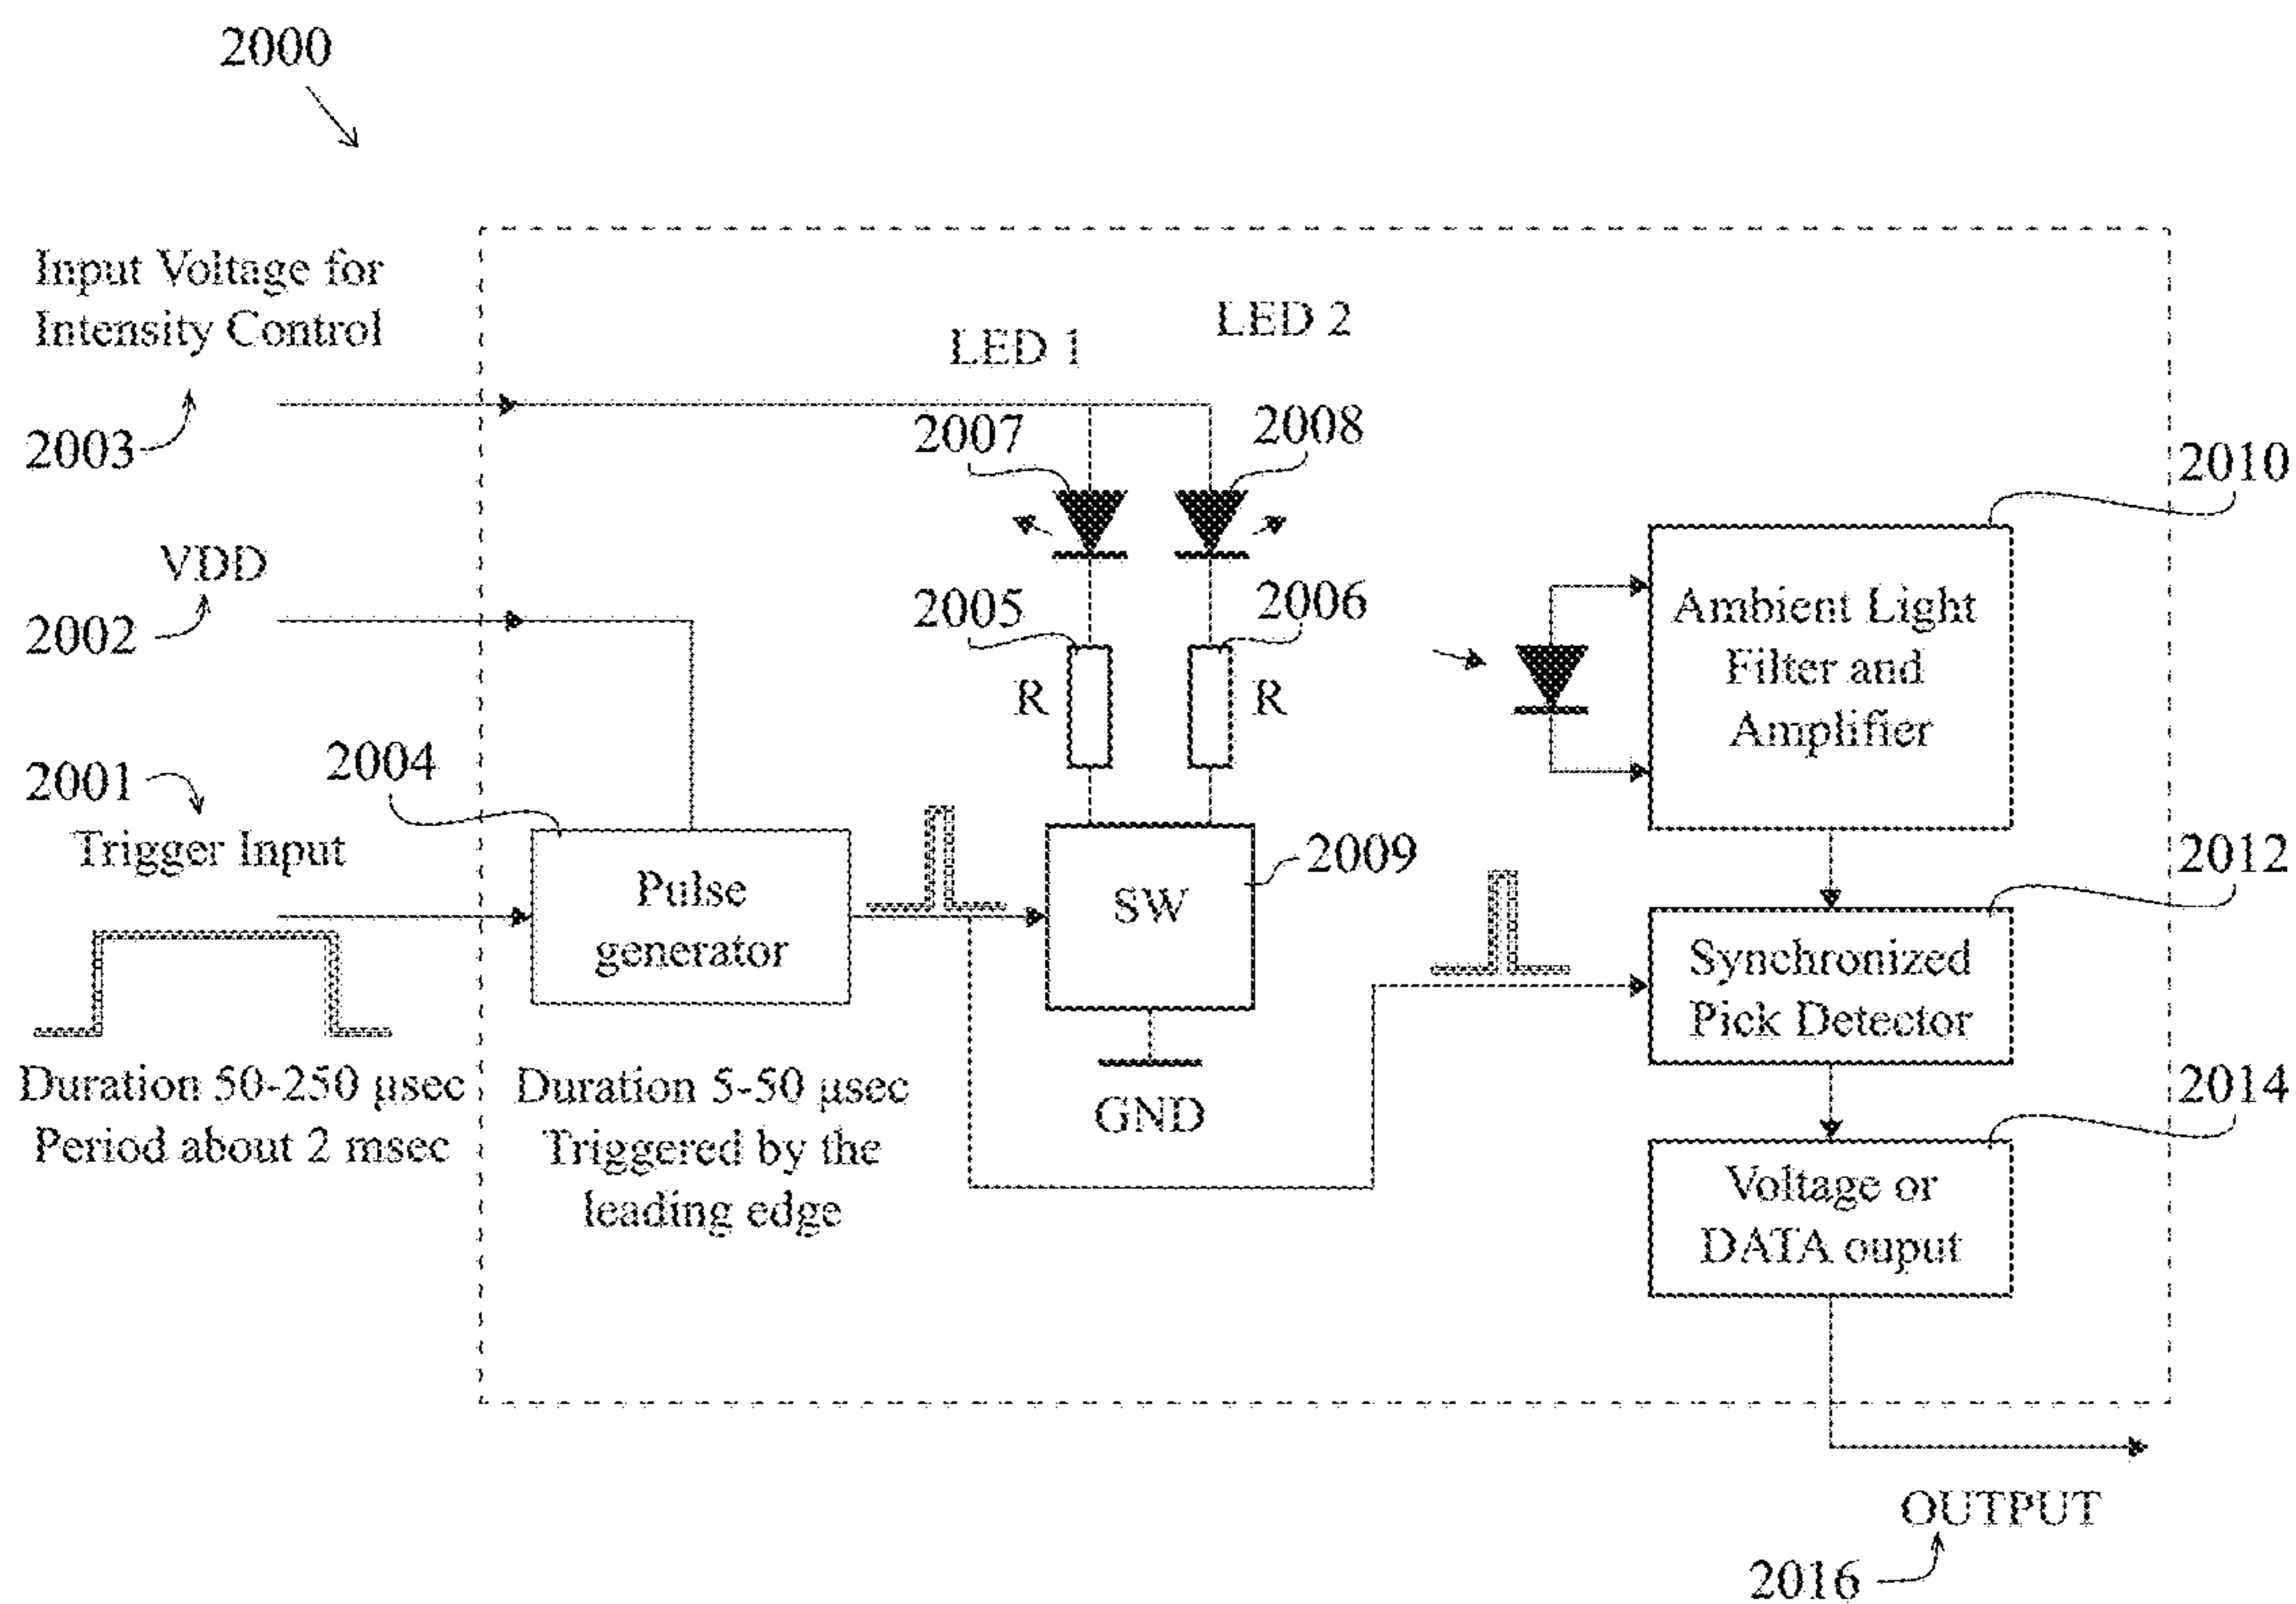 2000
Input Voltage for
Intensity Control
2003
LED 1
LED 2
2007
2008
2010
VDD
2002
2005
2006
R
R
Ambient Light
Filter and
Amplifier
2001
Trigger Input
2004
Pulse
generator
SW
2009
2012
Synchronized
Pick Detector
GND
Duration 50-250 μsec
Period about 2 msec
Duration 5-50 μsec
Triggered by the
leading edge
2014
Voltage or
DATA ouput
OUTPUT
2016